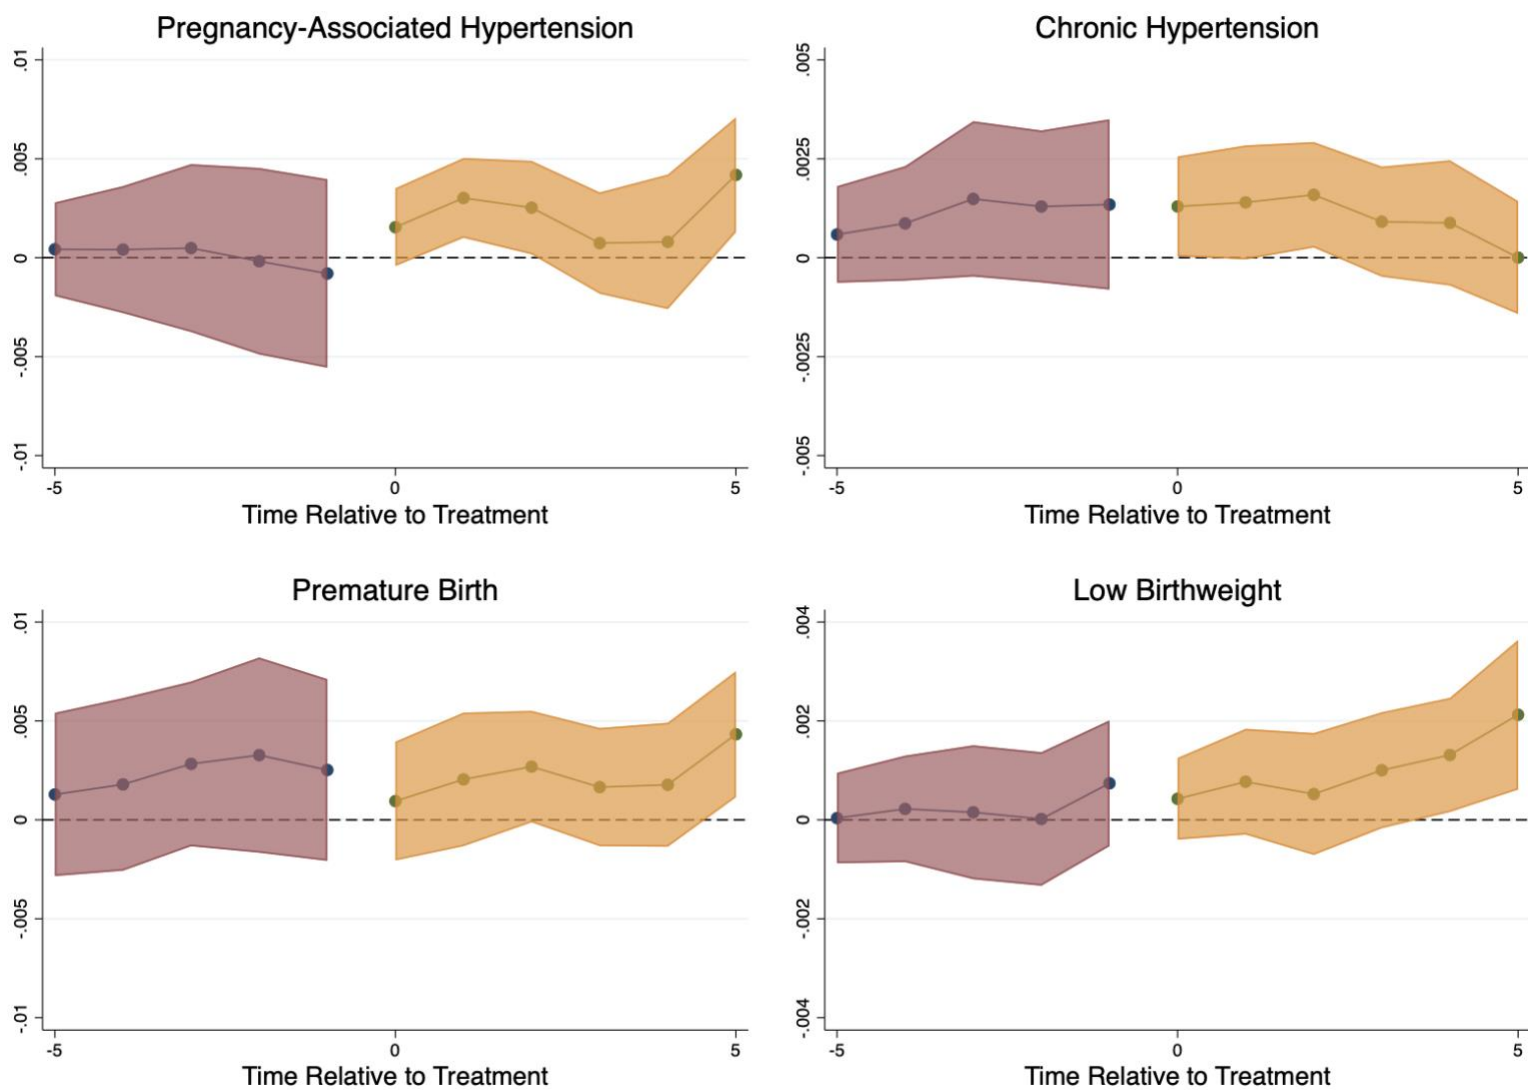 Pregnancy-Associated Hypertension
.01
.005
0
-.005
-.01
-5 0 5
Time Relative to Treatment
Chronic Hypertension
.005
.0025
0
-.0025
-.005
-5 0 5
Time Relative to Treatment
Premature Birth
.01
.005
0
-.005
-.01
-5 0 5
Time Relative to Treatment
Low Birthweight
.004
.002
0
-.002
-.004
-5 0 5
Time Relative to Treatment